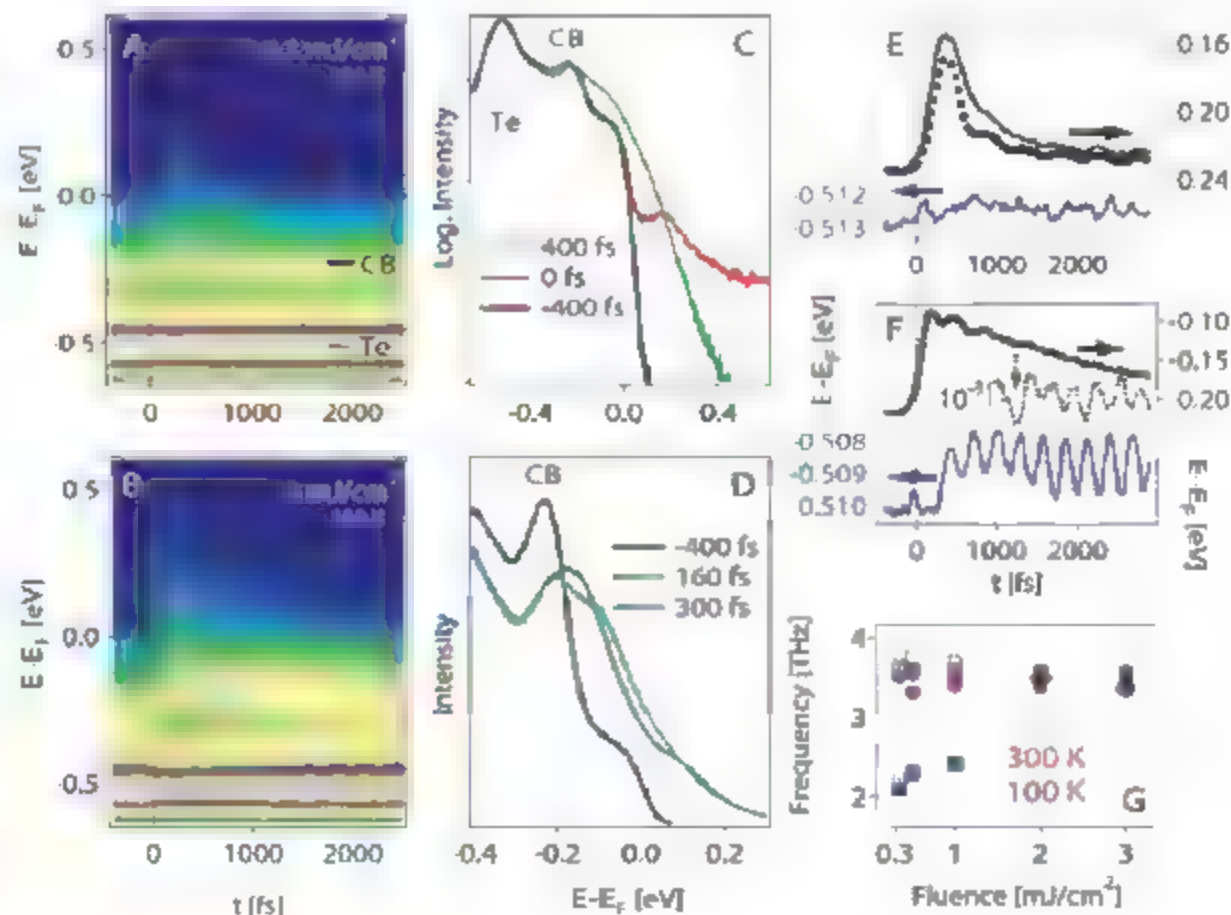 0.5
0.0
-0.5
E-E_F [eV]
CB
Te
0 1000 2000
B
0.5
0.0
-0.5
E-E_F [eV]
0 1000 2000
t [fs]
CB
C
Te
Log. Intensity
400 fs
0 fs
-400 fs
-0.4 0.0 0.4
CB
D
-400 fs
160 fs
300 fs
Intensity
-0.4 -0.2 0.0 0.2
E-E_F [eV]
E
0.16
0.20
0.24
-0.512
-0.513
0 1000 2000
E-E_F [eV]
F
-0.10
-0.15
0.20
-0.508
-0.509
0.510
E-E_F [eV]
0 1000 2000
t [fs]
Frequency [THz]
4
3
2
300 K
100 K
G
0.3 1 2 3
Fluence [mJ/cm²]